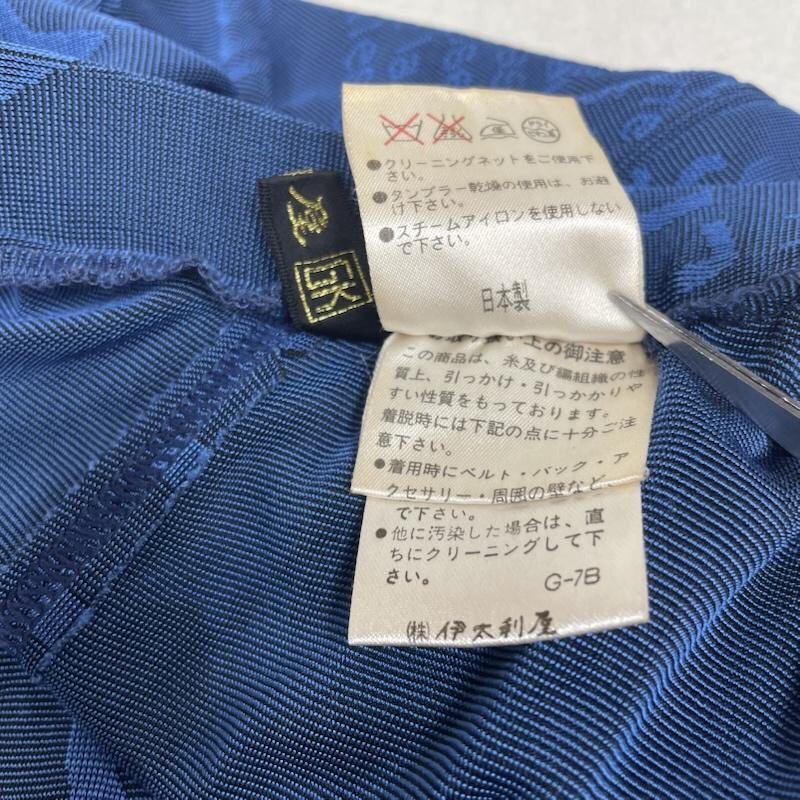 ●クリーニングネットをご使用下
さい。
●タンブラー乾燥の使用は、お避
け下さい。
●スチームアイロンを使用しない
で下さい。
日本製
屋
GK
上の御注意
この商品は、糸及び編組織の性
質上、引っかけ・引っかかりや
すい性質をもっております。
着脱時には下記の点に十分ご注
意下さい。
●着用時にベルト・バック・ア
クセサリー・周囲の壁など、
で下さい。
●他に汚染した場合は、直
ちにクリーニングして下
さい。
G-7B
(株)伊太利屋